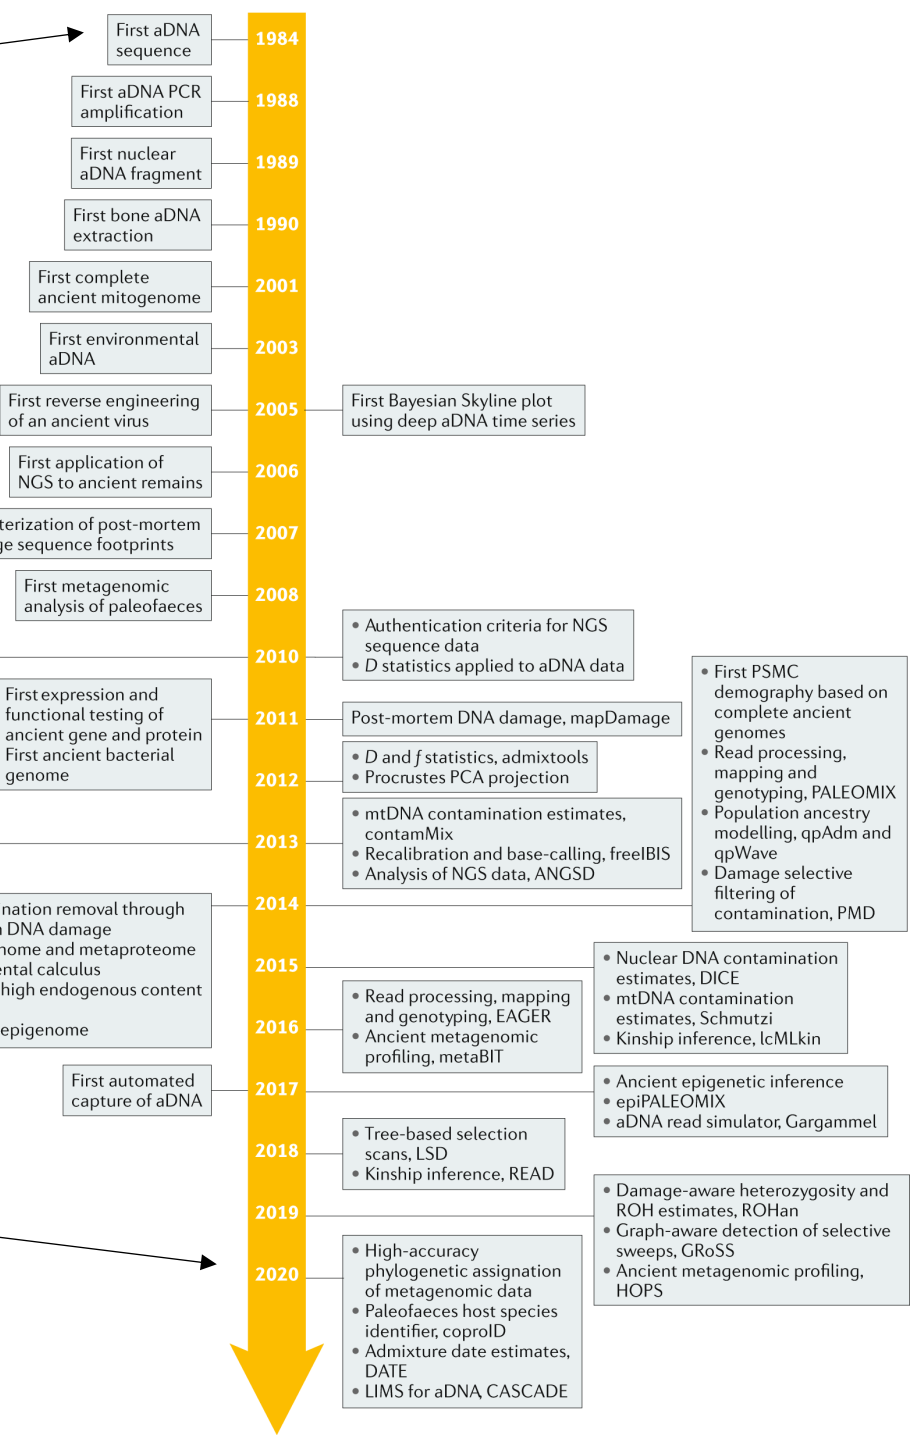 First aDNA
sequence
1984
First aDNA PCR
amplification
1988
First nuclear
aDNA fragment
1989
First bone aDNA
extraction
1990
First complete
ancient mitogenome
2001
First environmental
aDNA
2003
First reverse engineering
of an ancient virus
2005
First Bayesian Skyline plot
using deep aDNA time series
First application of
NGS to ancient remains
2006
terization of post-mortem
ge sequence footprints
2007
First metagenomic
analysis of paleofaeces
2008
2010
• Authentication criteria for NGS
sequence data
• D statistics applied to aDNA data
First expression and
functional testing of
ancient gene and protein
First ancient bacterial
genome
2011
Post-mortem DNA damage, mapDamage
2012
• D and f statistics, admixtools
• Procrustes PCA projection
2013
• mtDNA contamination estimates,
contamMix
• Recalibration and base-calling, freeIBIS
• Analysis of NGS data, ANGSD
nation removal through
n DNA damage
nome and metaproteome
ental calculus
high endogenous content
epigenome
2014
• First PSMC
demography based on
complete ancient
genomes
• Read processing,
mapping and
genotyping, PALEOMIX
• Population ancestry
modelling, qpAdm and
qpWave
• Damage selective
filtering of
contamination, PMD
2015
• Nuclear DNA contamination
estimates, DICE
• mtDNA contamination
estimates, Schmutzi
• Kinship inference, lcMLkin
2016
• Read processing, mapping
and genotyping, EAGER
• Ancient metagenomic
profiling, metaBIT
First automated
capture of aDNA
2017
• Ancient epigenetic inference
• epiPALEOMIX
• aDNA read simulator, Gargammel
2018
• Tree-based selection
scans, LSD
• Kinship inference, READ
2019
• Damage-aware heterozygosity and
ROH estimates, ROHan
• Graph-aware detection of selective
sweeps, GRoSS
• Ancient metagenomic profiling,
HOPS
2020
• High-accuracy
phylogenetic assignation
of metagenomic data
• Paleofaeces host species
identifier, coproID
• Admixture date estimates,
DATE
• LIMS for aDNA, CASCADE